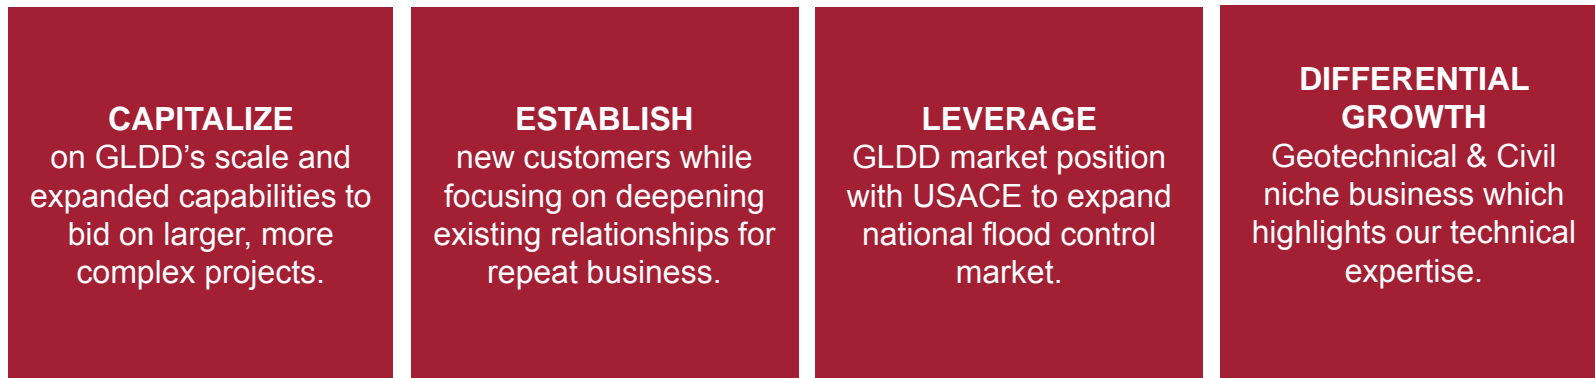 CAPITALIZE
on GLDD’s scale and
expanded capabilities to
bid on larger, more
complex projects.
ESTABLISH
new customers while
focusing on deepening
existing relationships for
repeat business.
LEVERAGE
GLDD market position
with USACE to expand
national flood control
market.
DIFFERENTIAL
GROWTH
Geotechnical & Civil
niche business which
highlights our technical
expertise.